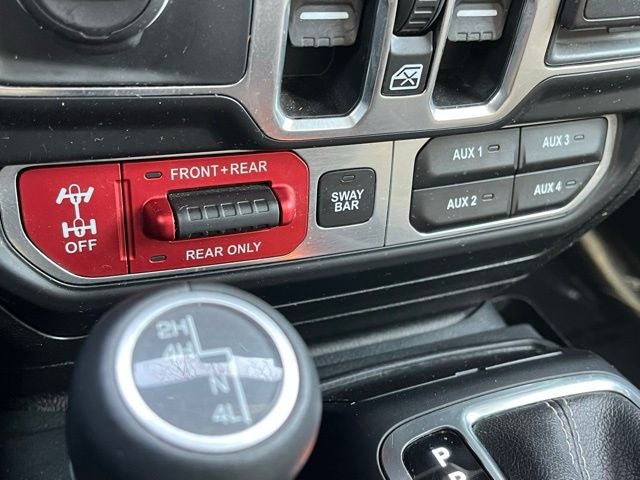 FRONT+REAR
OFF
REAR ONLY
SWAY
BAR
AUX 1
AUX 3
AUX 2
AUX 4
2H
4H
N
4L
P
R